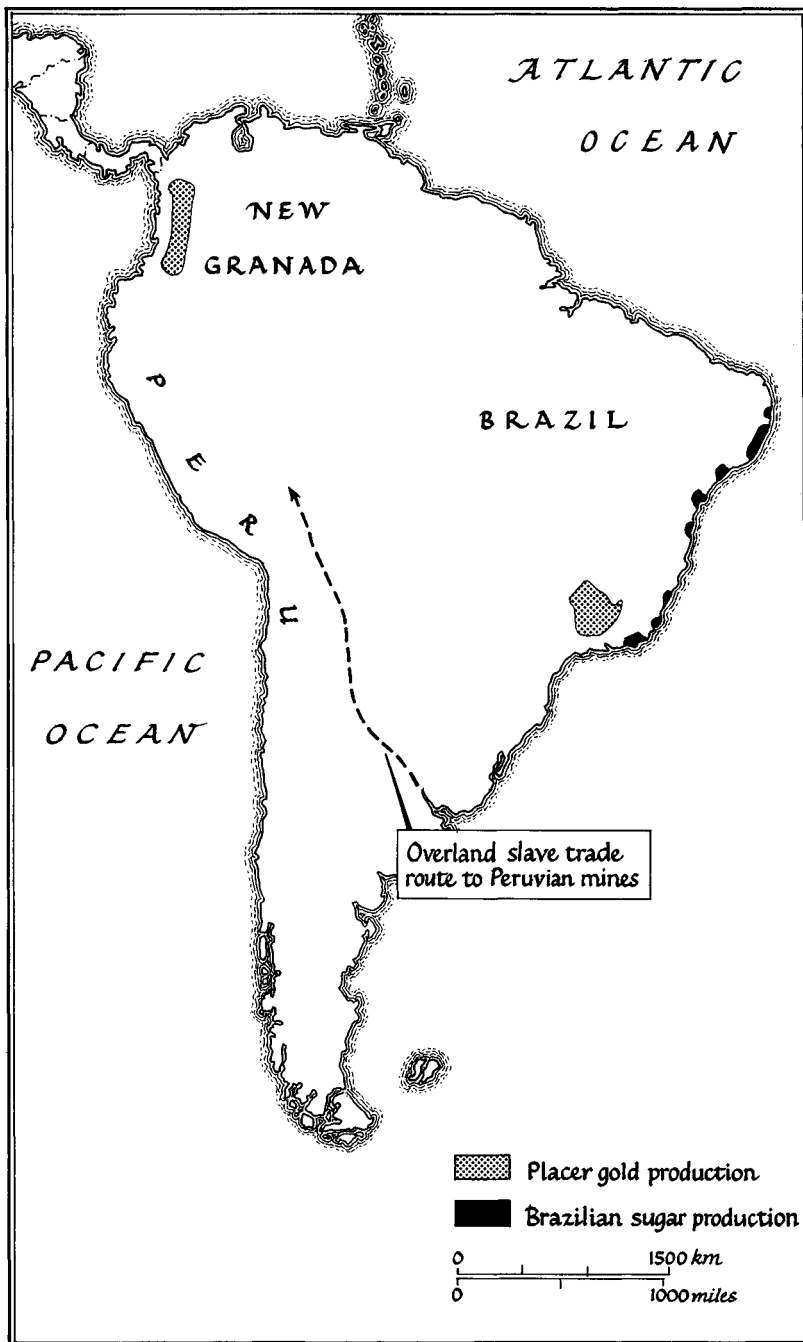 ATLANTIC
OCEAN
NEW
GRANADA
PERU
BRAZIL
PACIFIC
OCEAN
Overland slave trade
route to Peruvian mines
Placer gold production
Brazilian sugar production
0 1500 km
0 1000 miles